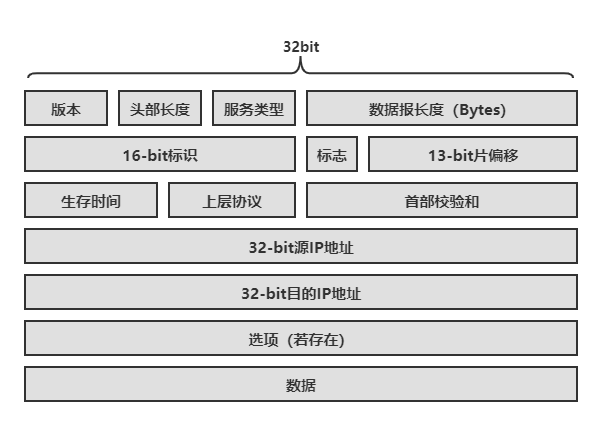 32bit
版本 头部长度 服务类型 数据报长度（Bytes）
16-bit标识 标志 13-bit片偏移
生存时间 上层协议 首部校验和
32-bit源IP地址
32-bit目的IP地址
选项（若存在）
数据